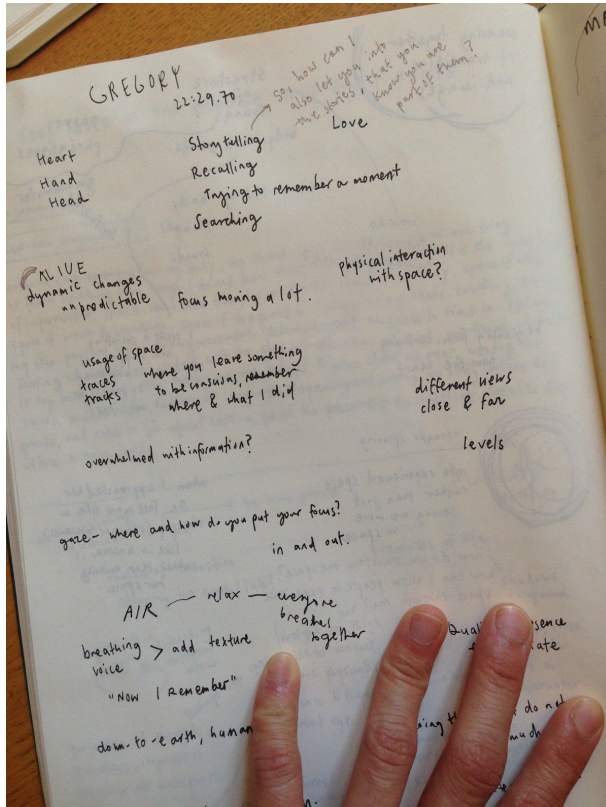 GREGORY
22:29.70
so, how can I
also let you into
the stories, that you
know you are
part if them?
Love
Heart
Hand
Head
Storytelling
Recalling
Trying to remember a moment
Searching
ALIVE
dynamic changes
unpredictable
focus moving a lot.
physical interaction
with space?
usage of space
traces
tracks
where you leave something
to be conscious, remember
where & what I did
different views
close & far
levels
overwhelmed with information?
gaze – where and how do you put your focus?
in and out.
AIR — relax — everyone
breathes
together
breathing
voice
> add texture
"Now I Remember"
down-to-earth, human
do not
much